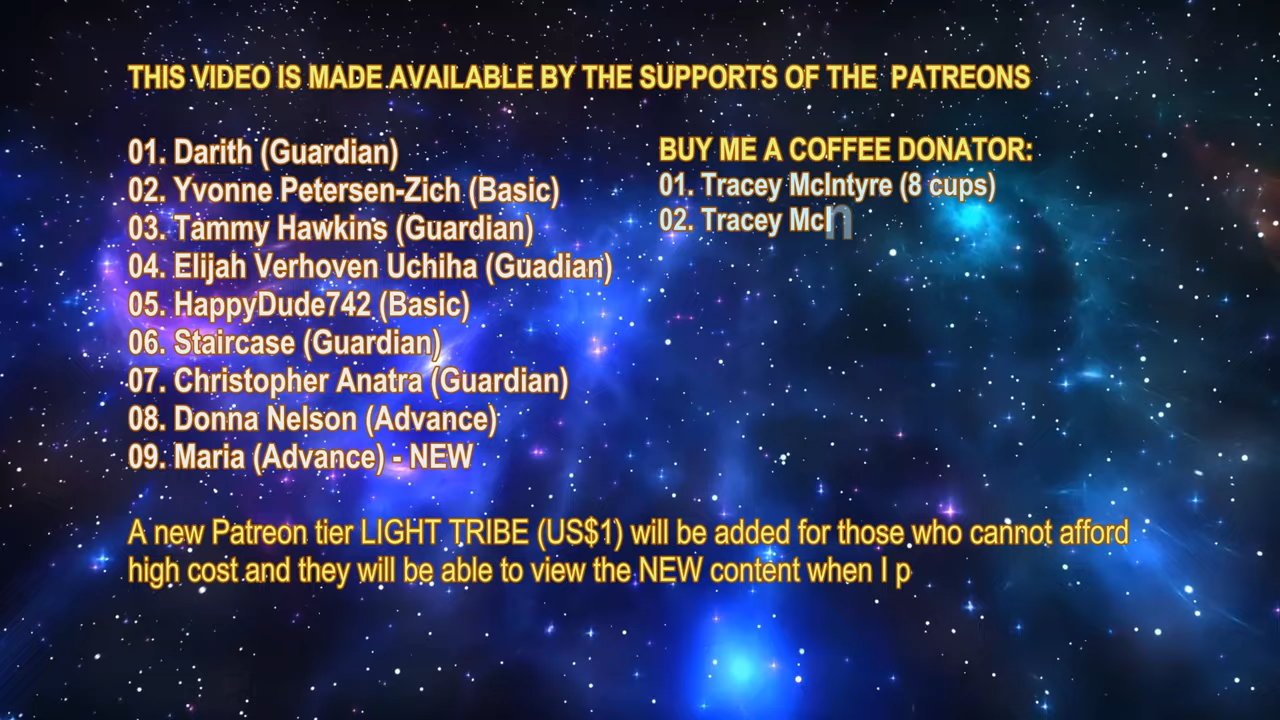 THIS VIDEO IS MADE AVAILABLE BY THE SUPPORTS OF THE PATREONS
01. Darith (Guardian)
02. Yvonne Petersen-Zich (Basic)
03. Tammy Hawkins (Guardian)
04. Elijah Verhoven Uchiha (Guadian)
05. HappyDude742 (Basic)
06. Staircase (Guardian)
07. Christopher Anatra (Guardian)
08. Donna Nelson (Advance)
09. Maria (Advance) - NEW
BUY ME A COFFEE DONATOR:
01. Tracey McIntyre (8 cups)
02. Tracey McIn
A new Patreon tier LIGHT TRIBE (US$1) will be added for those who cannot afford
high cost and they will be able to view the NEW content when I p